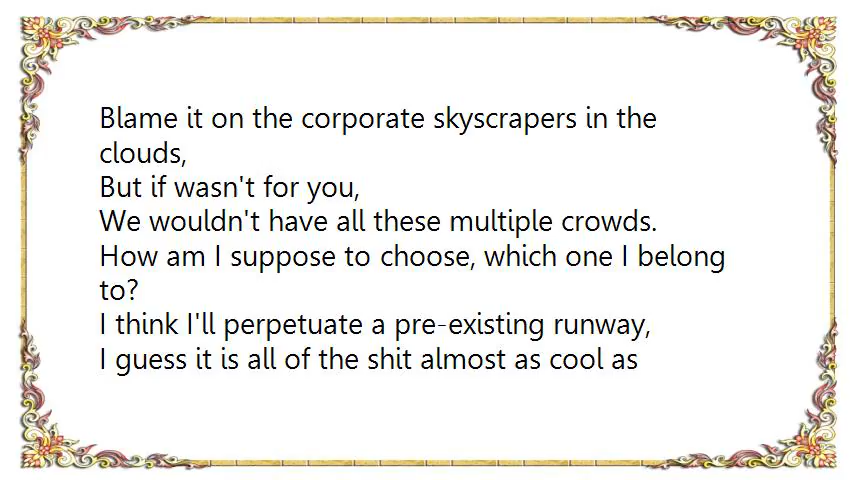 Blame it on the corporate skyscrapers in the
clouds,
But if wasn't for you,
We wouldn't have all these multiple crowds.
How am I suppose to choose, which one I belong
to?
I think I'll perpetuate a pre-existing runway,
I guess it is all of the shit almost as cool as